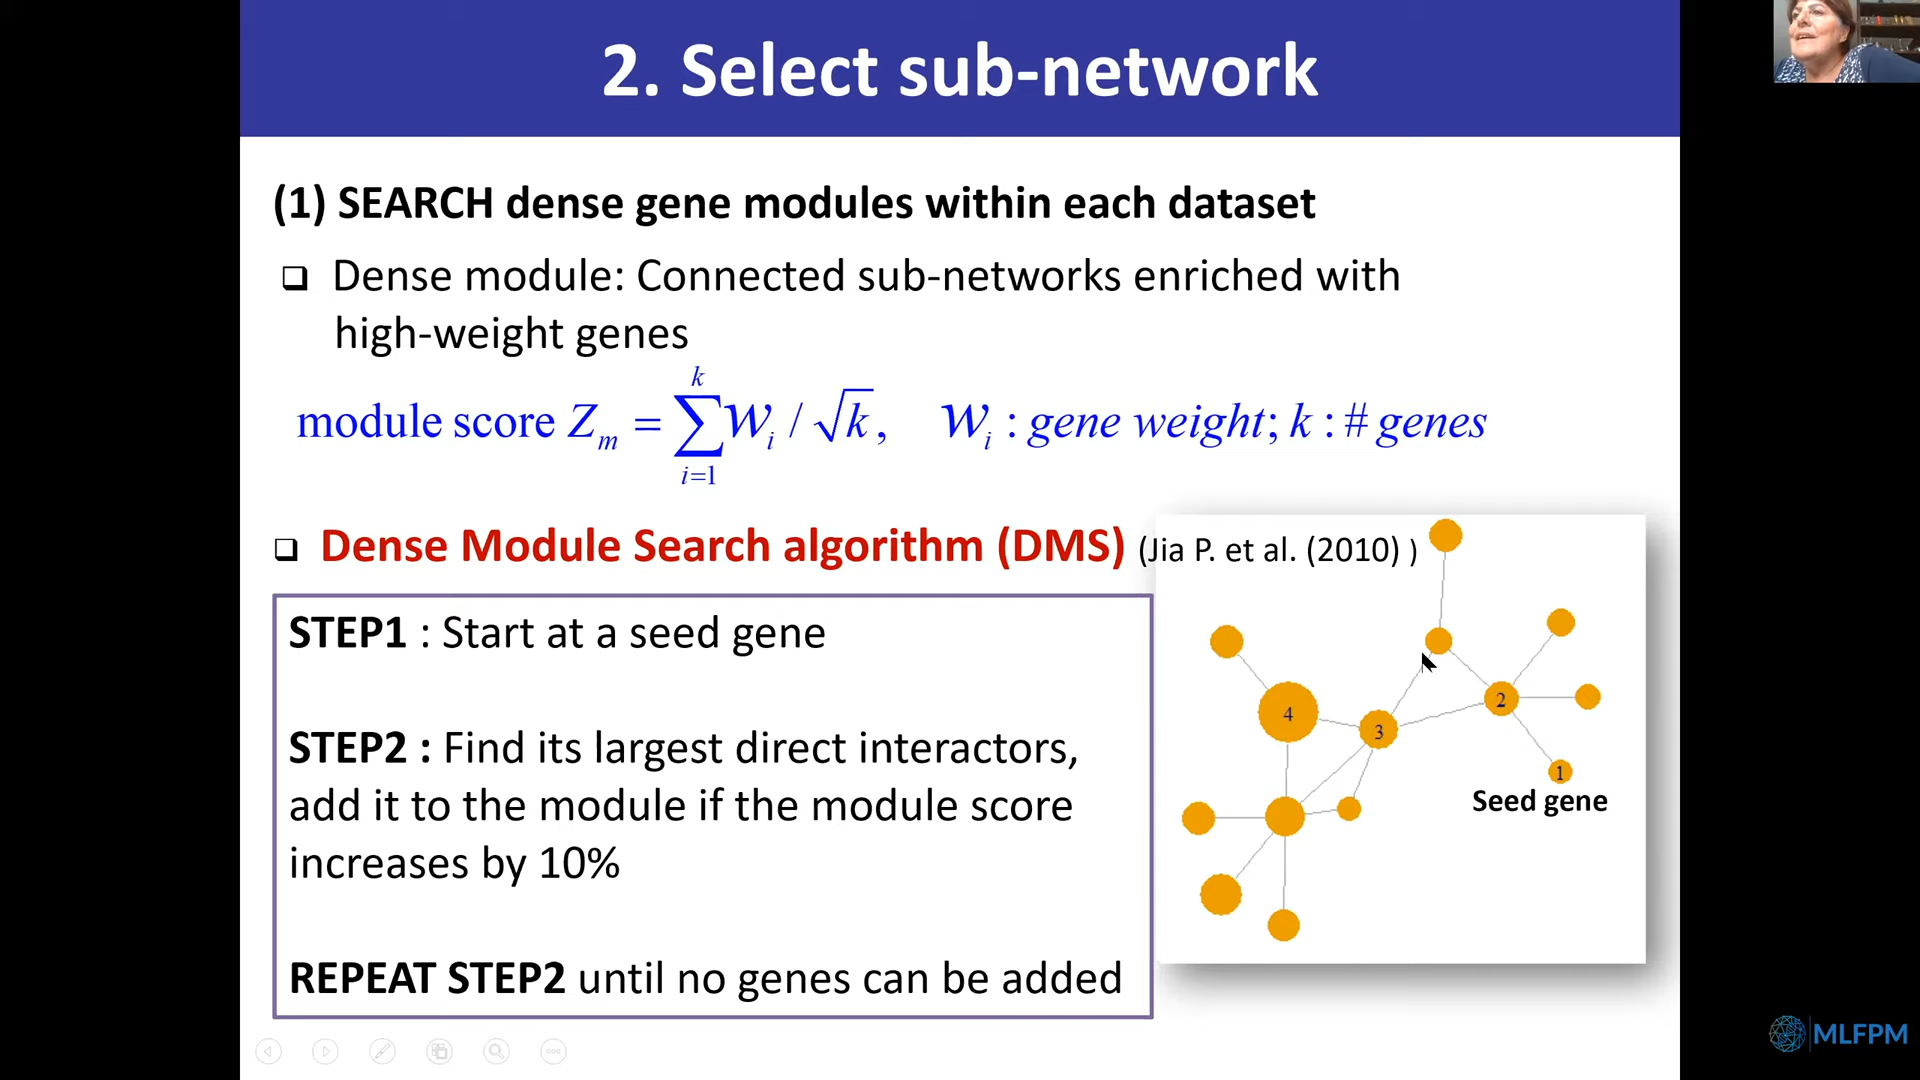 2. Select sub-network
(1) SEARCH dense gene modules within each dataset
Dense module: Connected sub-networks enriched with
high-weight genes
module score Z_m = \sum_{i=1}^{k} W_i / \sqrt{k}, W_i : gene weight; k : # genes
Dense Module Search algorithm (DMS) (Jia P. et al. (2010) )
STEP1 : Start at a seed gene
STEP2 : Find its largest direct interactors,
add it to the module if the module score
increases by 10%
REPEAT STEP2 until no genes can be added
4
3
2
1
Seed gene
MLFPM